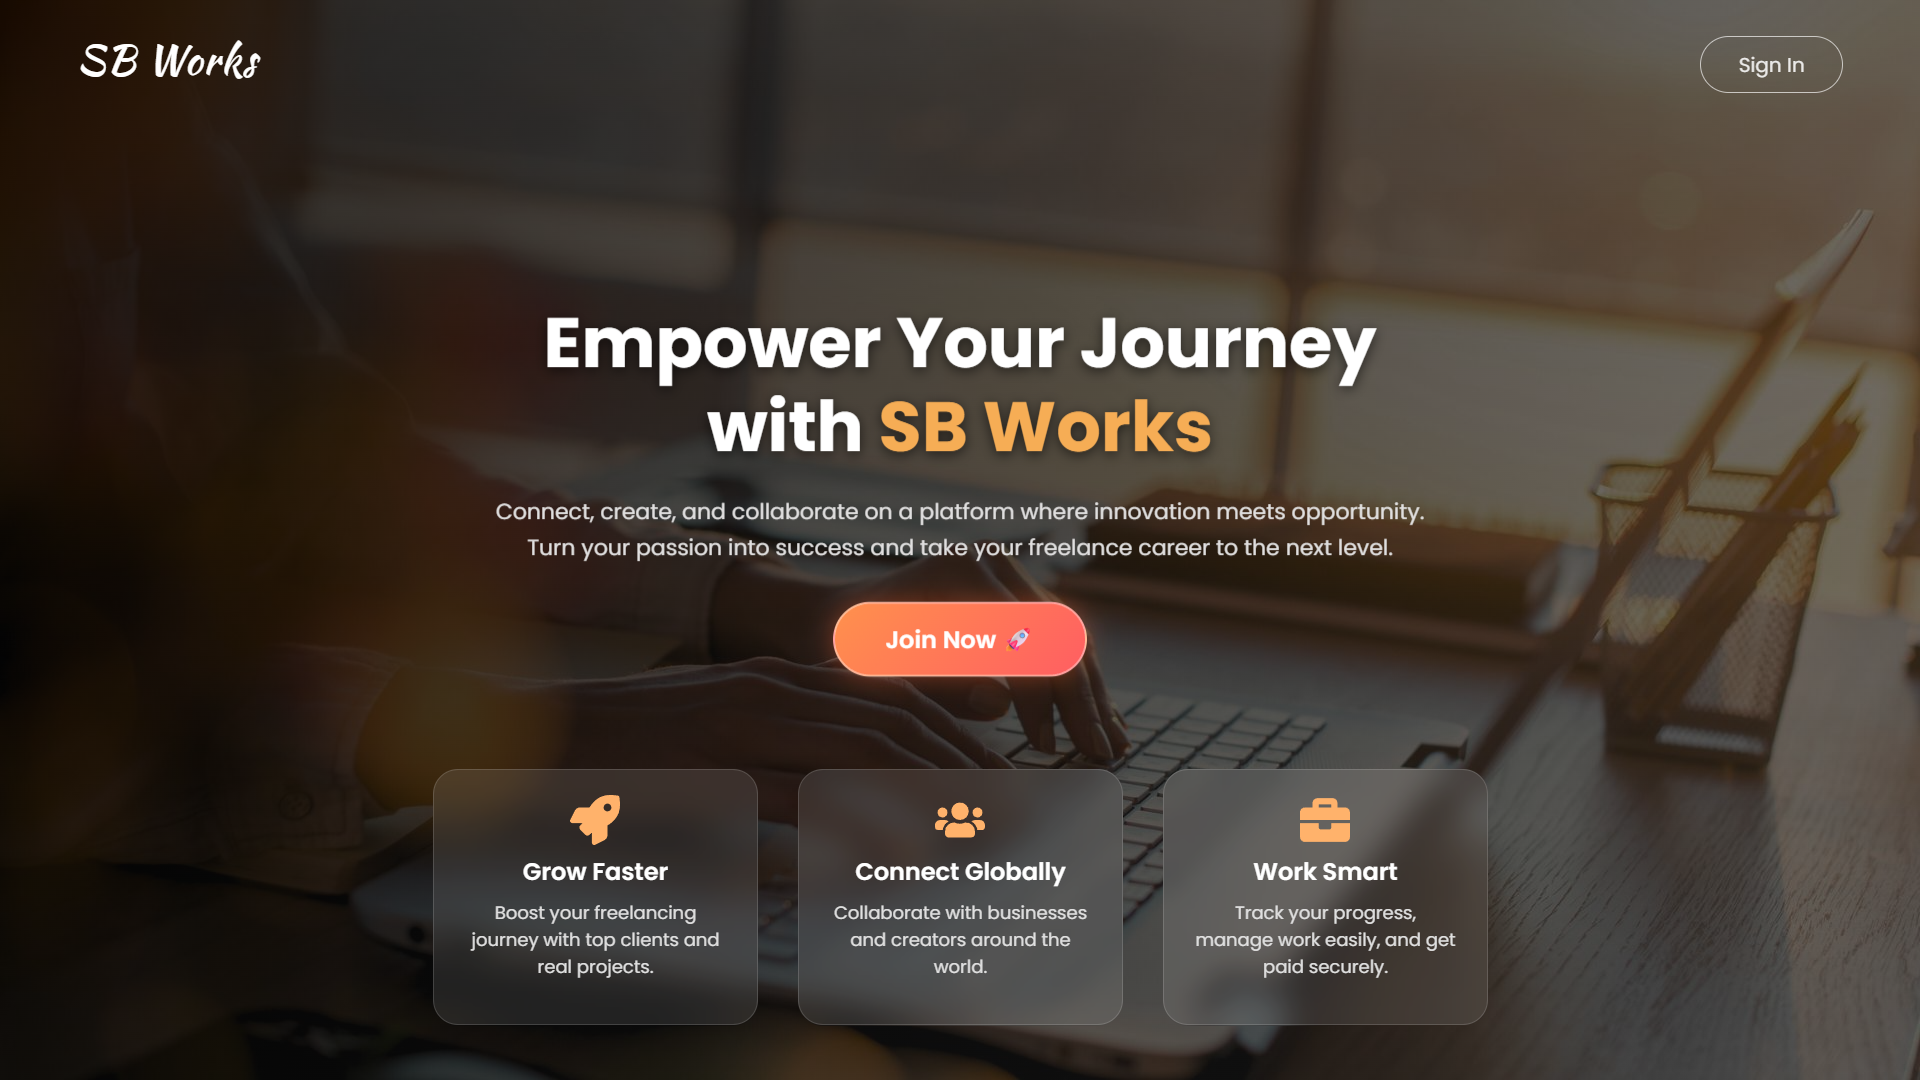 SB Works
Sign In
Empower Your Journey
with SB Works
Connect, create, and collaborate on a platform where innovation meets opportunity.
Turn your passion into success and take your freelance career to the next level.
Join Now 🚀
Grow Faster
Boost your freelancing
journey with top clients and
real projects.
Connect Globally
Collaborate with businesses
and creators around the
world.
Work Smart
Track your progress,
manage work easily, and get
paid securely.